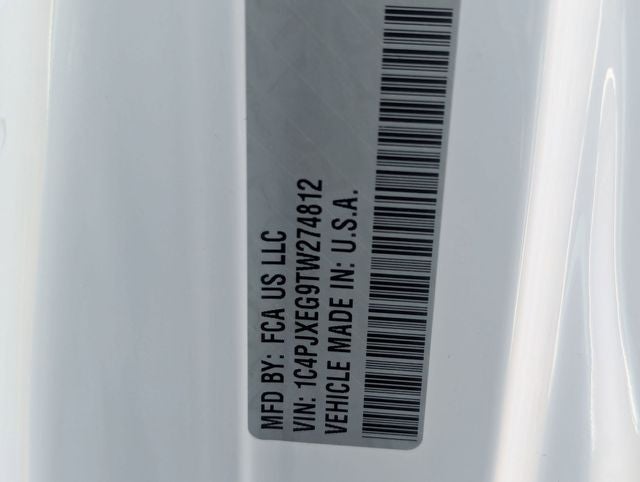 MFD BY: FCA US LLC
VIN: 1C4PJXEG9TW274812
VEHICLE MADE IN: U.S.A.